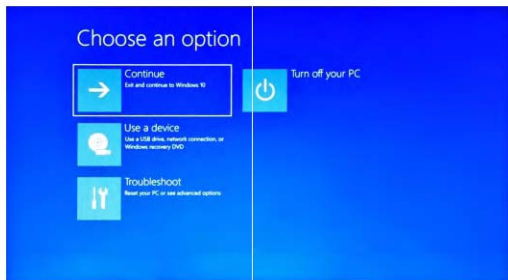 Choose an option
Continue
Exit and continue to Windows 10
Turn off your PC
Use a device
Use a USB drive, network connection, or
Windows recovery DVD
Troubleshoot
Reset your PC or see advanced options